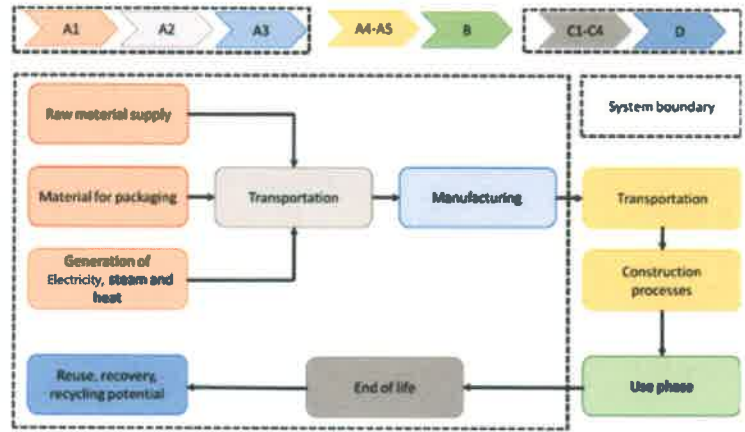 A1
A2
A3
A4-A5
B
C1-C4
D
System boundary
Raw material supply
Material for packaging
Transportation
Manufacturing
Transportation
Generation of
Electricity, steam and
heat
Construction
processes
Reuse, recovery,
recycling potential
End of life
Use phase